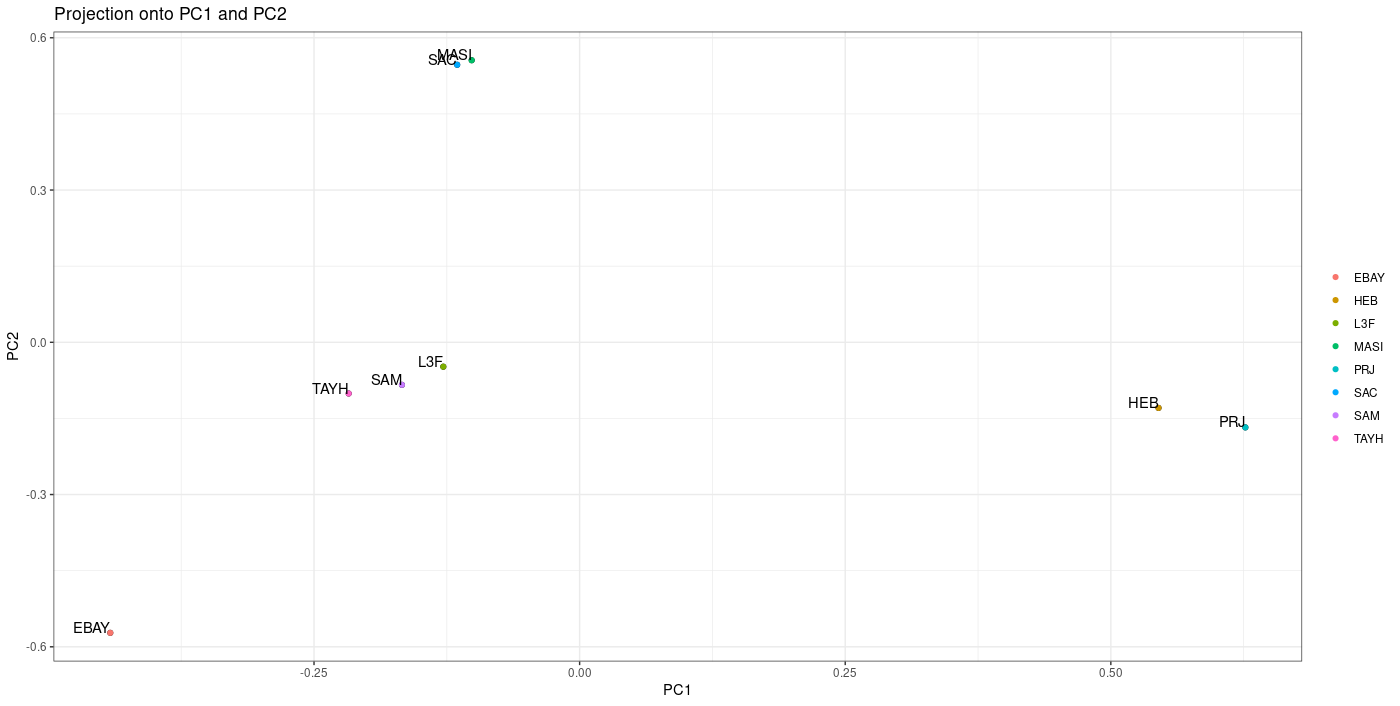 Projection onto PC1 and PC2
0.6
0.3
0.0
-0.3
-0.6
PC2
MASI
SAC
L3F
SAM
TAYH
HEB
PRJ
EBAY
-0.25
0.00
0.25
0.50
PC1
EBAY
HEB
L3F
MASI
PRJ
SAC
SAM
TAYH